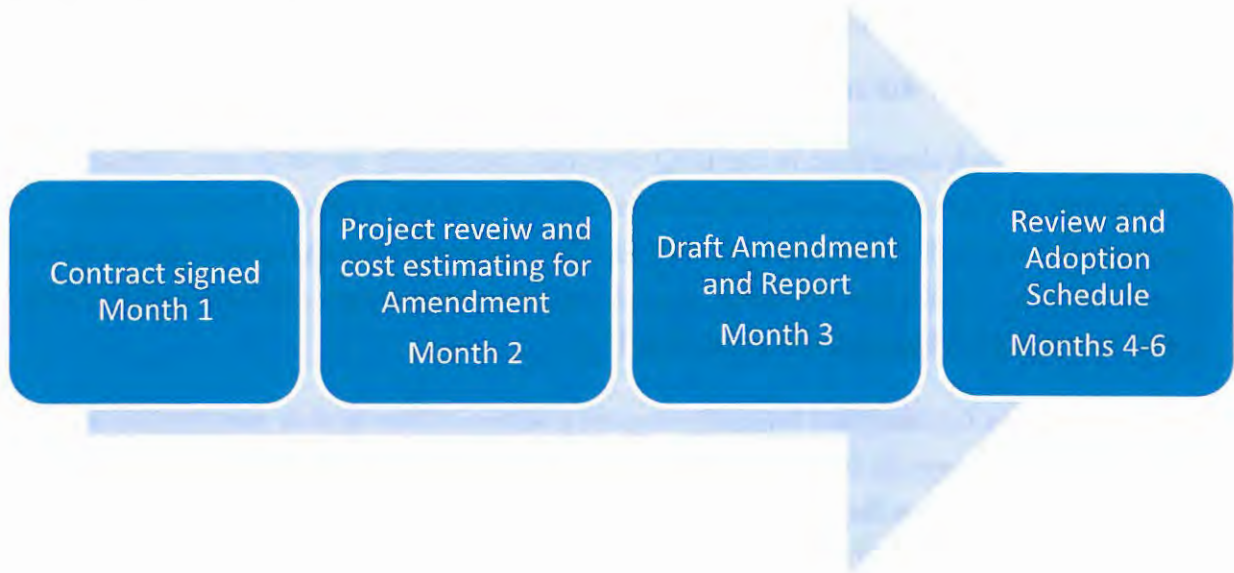 Contract signed
Month 1
Project reveiw and
cost estimating for
Amendment
Month 2
Draft Amendment
and Report
Month 3
Review and
Adoption
Schedule
Months 4-6